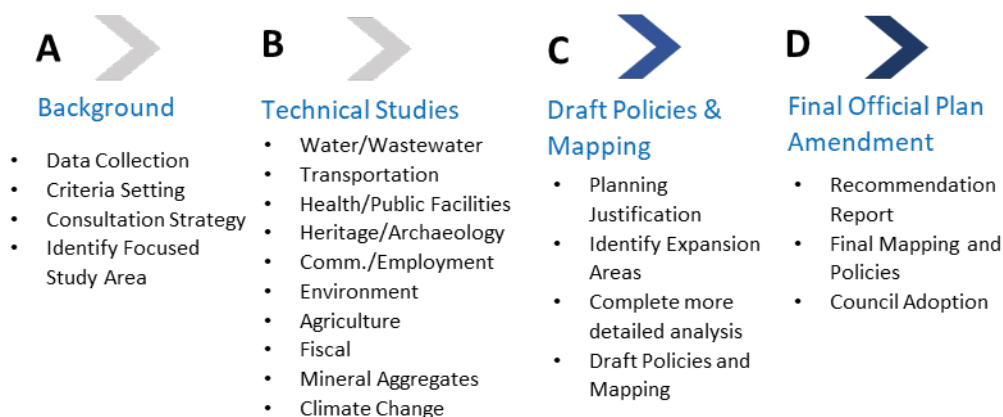 A
Background
• Data Collection
• Criteria Setting
• Consultation Strategy
• Identify Focused
Study Area
B
Technical Studies
• Water/Wastewater
• Transportation
• Health/Public Facilities
• Heritage/Archaeology
• Comm./Employment
• Environment
• Agriculture
• Fiscal
• Mineral Aggregates
• Climate Change
C
Draft Policies &
Mapping
• Planning
Justification
• Identify Expansion
Areas
• Complete more
detailed analysis
• Draft Policies and
Mapping
D
Final Official Plan
Amendment
• Recommendation
Report
• Final Mapping and
Policies
• Council Adoption